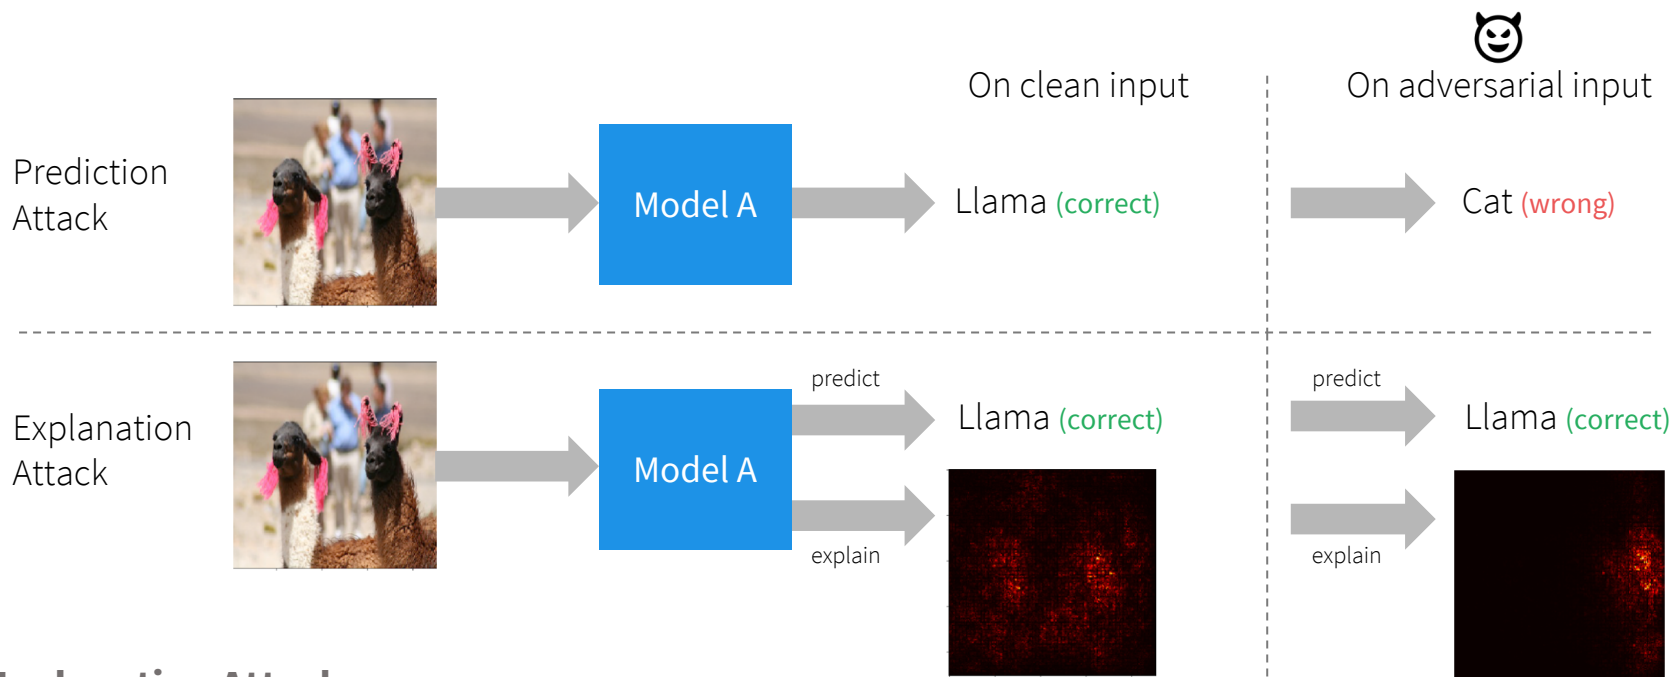 On clean input
On adversarial input
Prediction
Attack
Model A
Llama (correct)
Cat (wrong)
Explanation
Attack
Model A
predict
Llama (correct)
explain
predict
Llama (correct)
explain